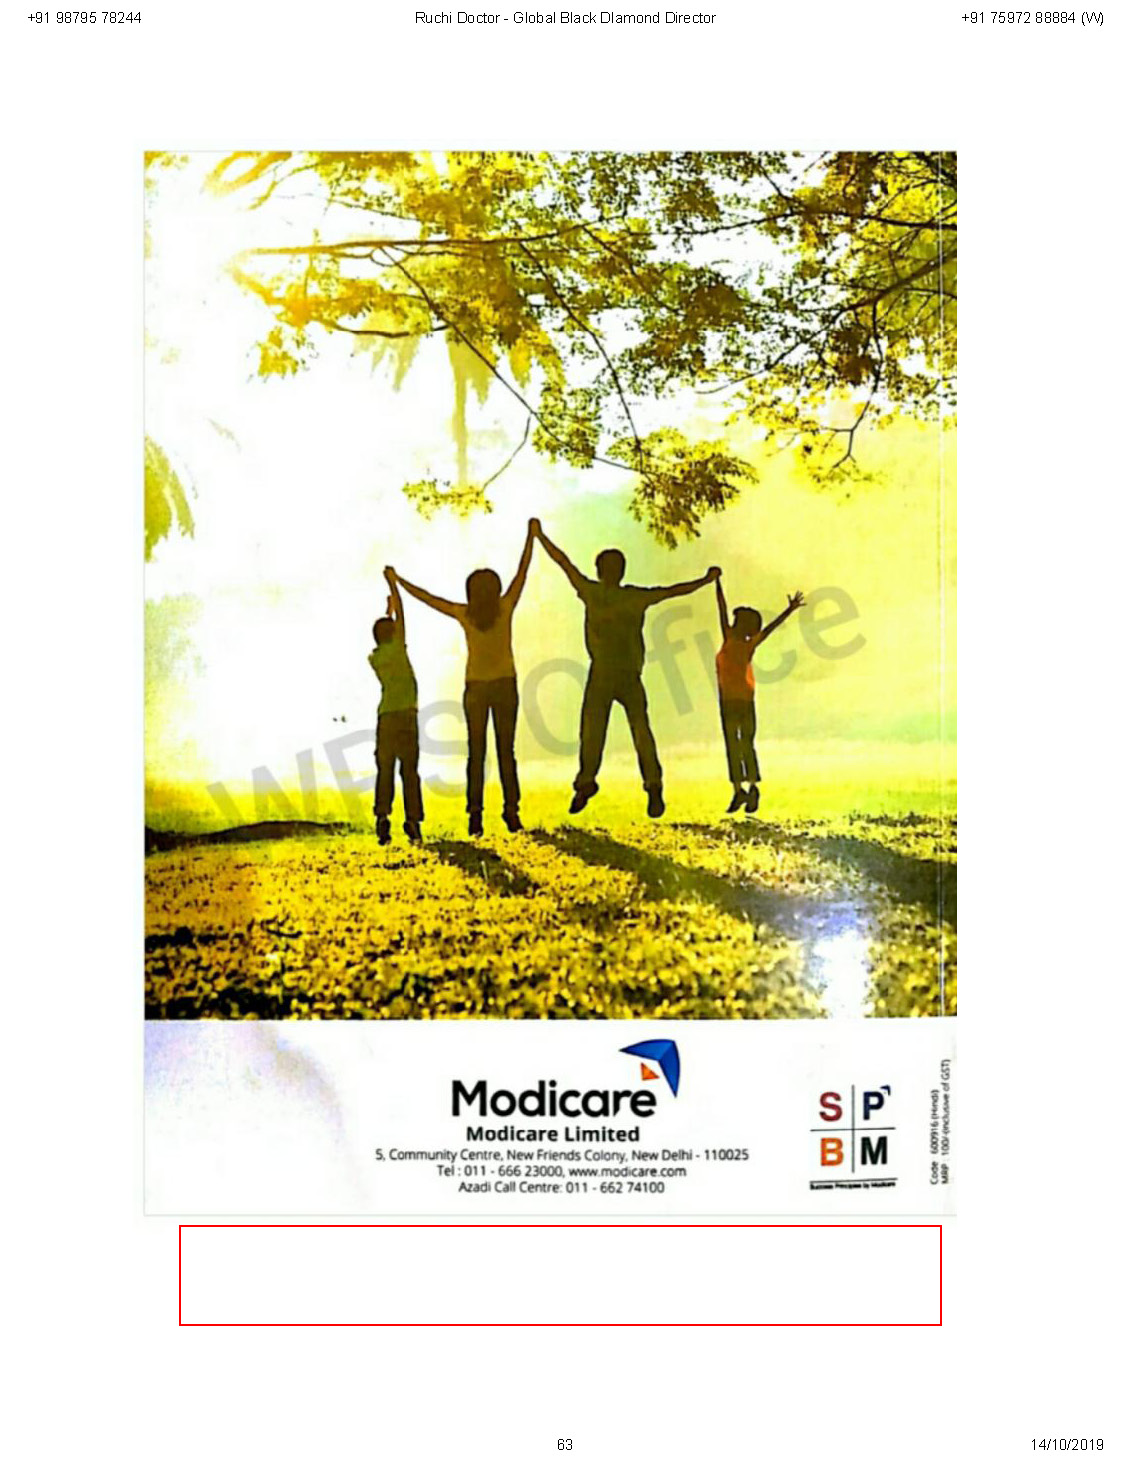 +91 98795 78244 Ruchi Doctor - Global Black DIamond Director +91 75972 88884 (W)
WPS Office
Modicare
Modicare Limited
5, Community Centre, New Friends Colony, New Delhi - 110025
Tel : 011 - 666 23000, www.modicare.com
Azadi Call Centre: 011 - 662 74100
S P
B M
Success Principles by Modicare
Code 600916 (Hindi)
MRP 100/-(Inclusive of GST)
63 14/10/2019